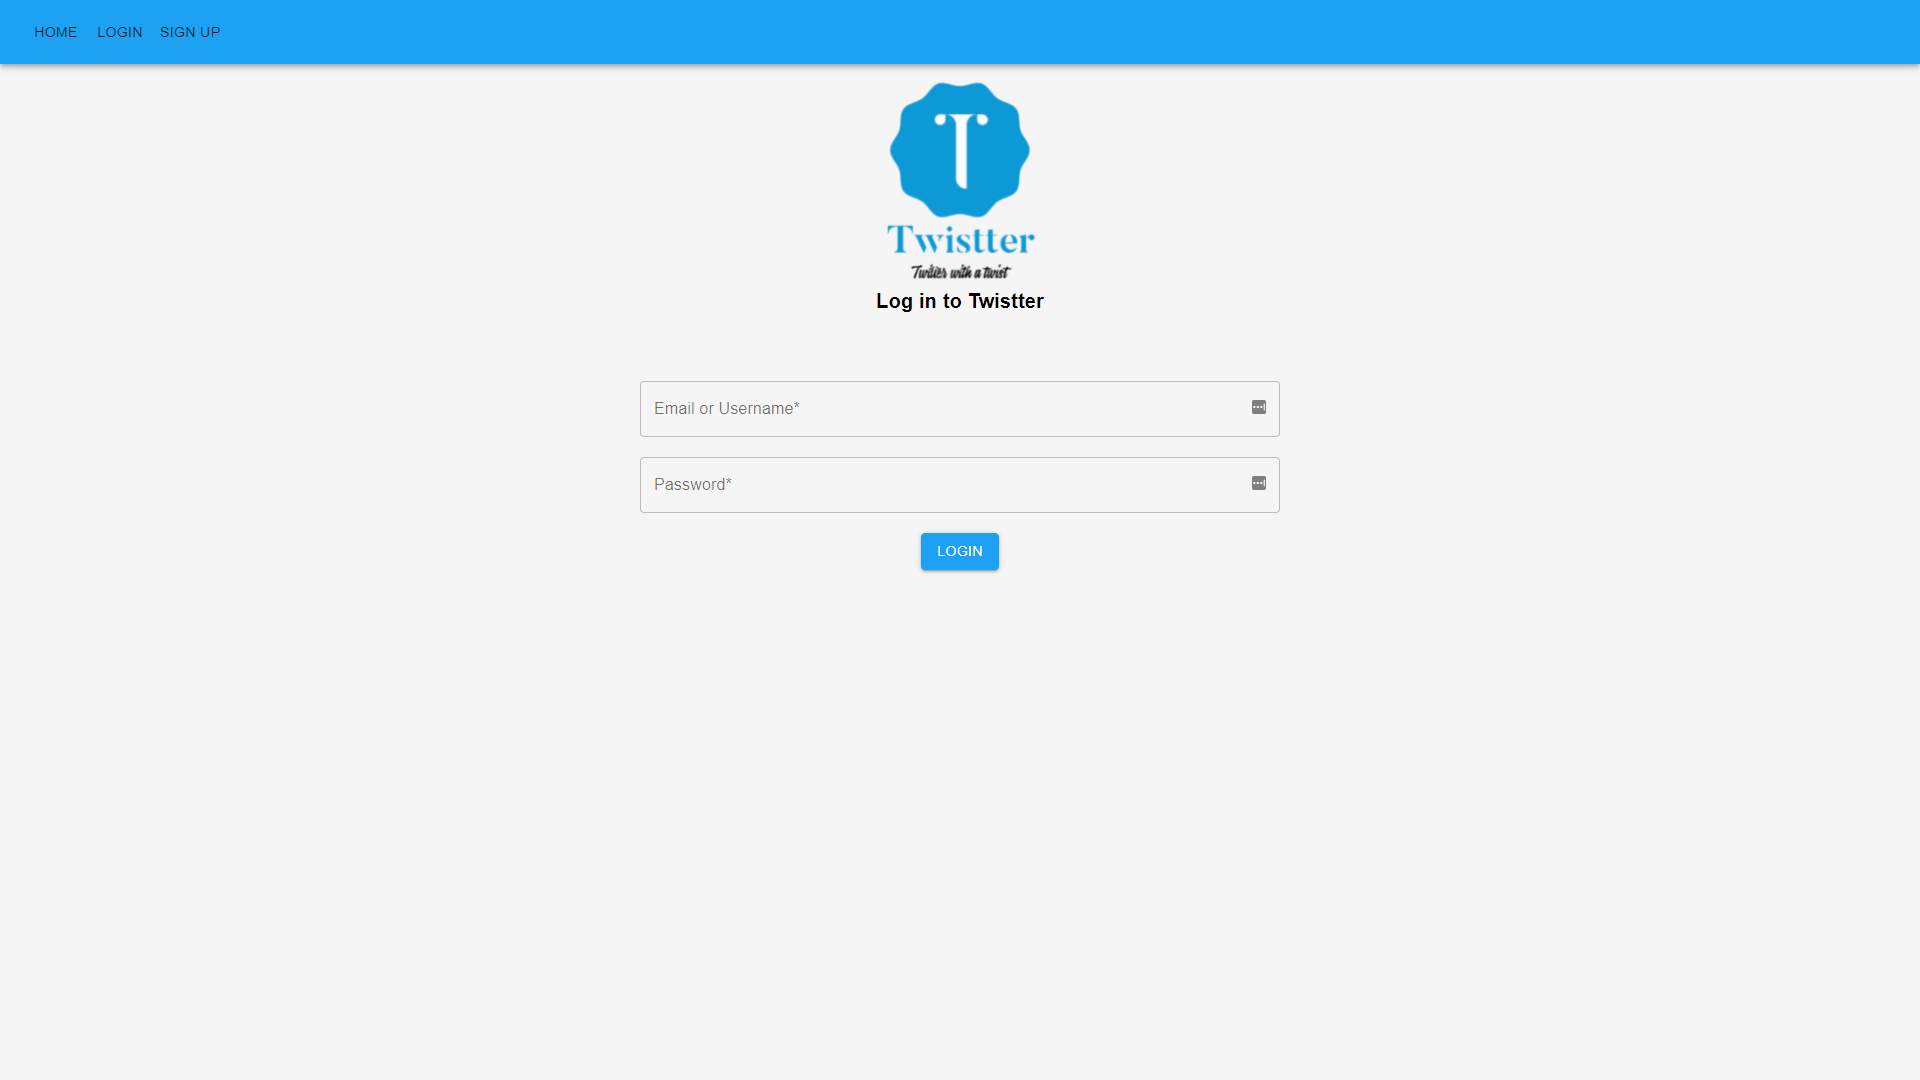 HOME LOGIN SIGN UP
T
Twistter
Twitter with a twist
Log in to Twistter
Email or Username*
Password*
LOGIN